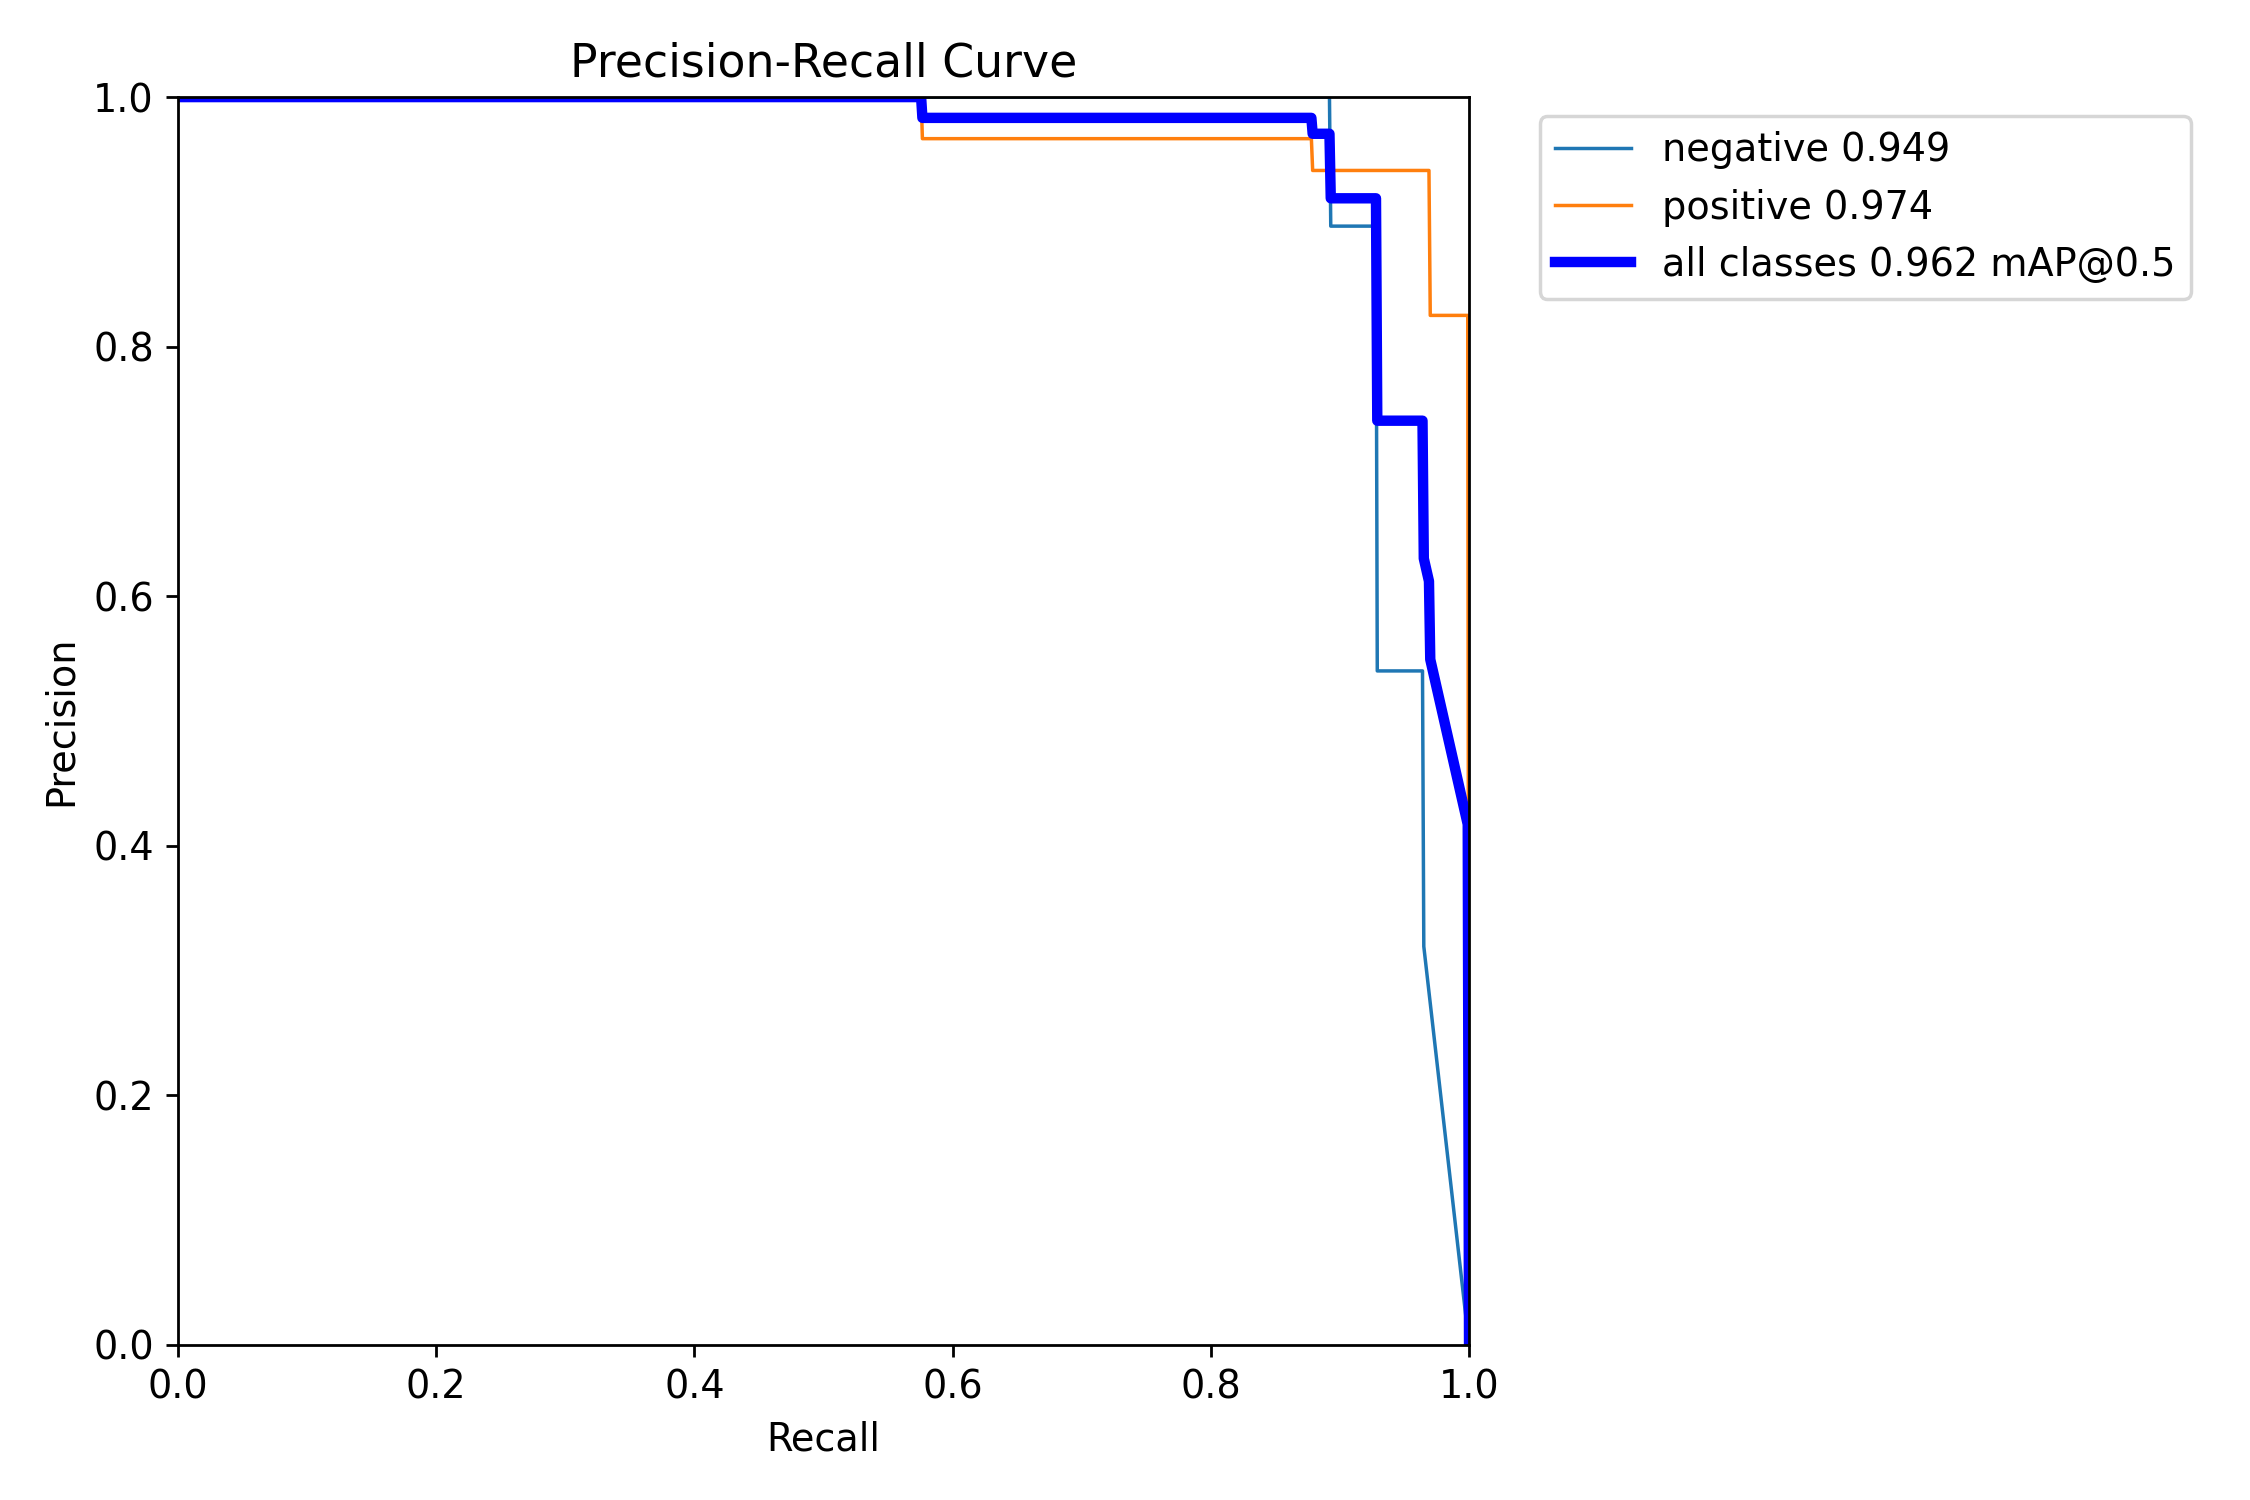 Precision-Recall Curve
1.0
0.8
0.6
0.4
0.2
0.0
Precision
0.0 0.2 0.4 0.6 0.8 1.0
Recall
negative 0.949
positive 0.974
all classes 0.962 mAP@0.5